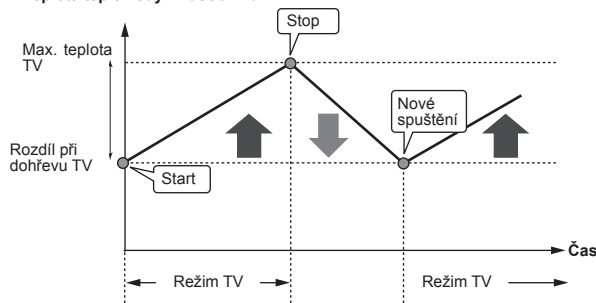 Stop
Max. teplota
TV
Nové
spuštění
Rozdíl při
dohřevu TV
Start
Čas
Režim TV
Režim TV